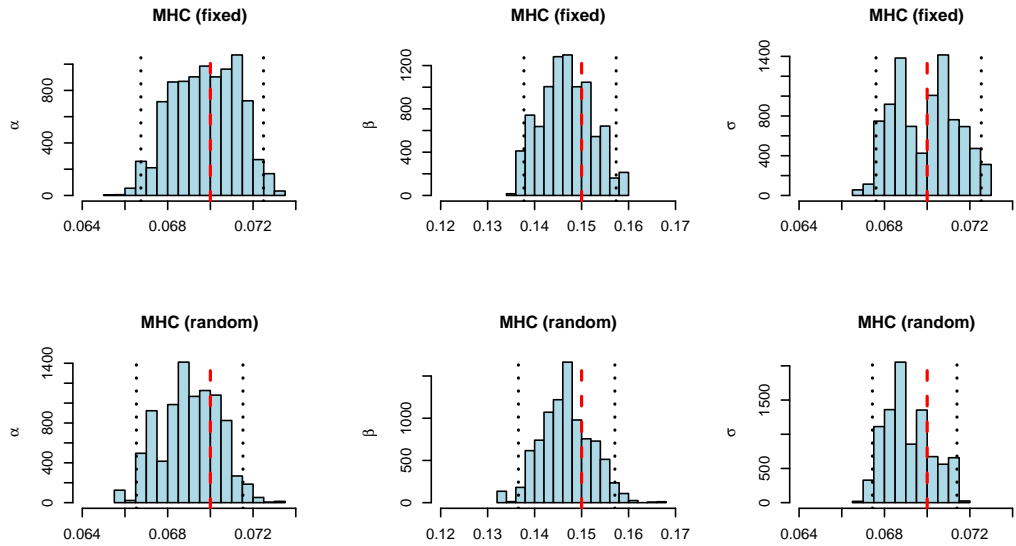 MHC (fixed)
α
0 400 800
0.064 0.068 0.072
MHC (fixed)
β
0 400 800 1200
0.12 0.13 0.14 0.15 0.16 0.17
MHC (fixed)
σ
0 400 800 1400
0.064 0.068 0.072
MHC (random)
α
0 400 800 1400
0.064 0.068 0.072
MHC (random)
β
0 500 1000
0.12 0.13 0.14 0.15 0.16 0.17
MHC (random)
σ
0 500 1500
0.064 0.068 0.072